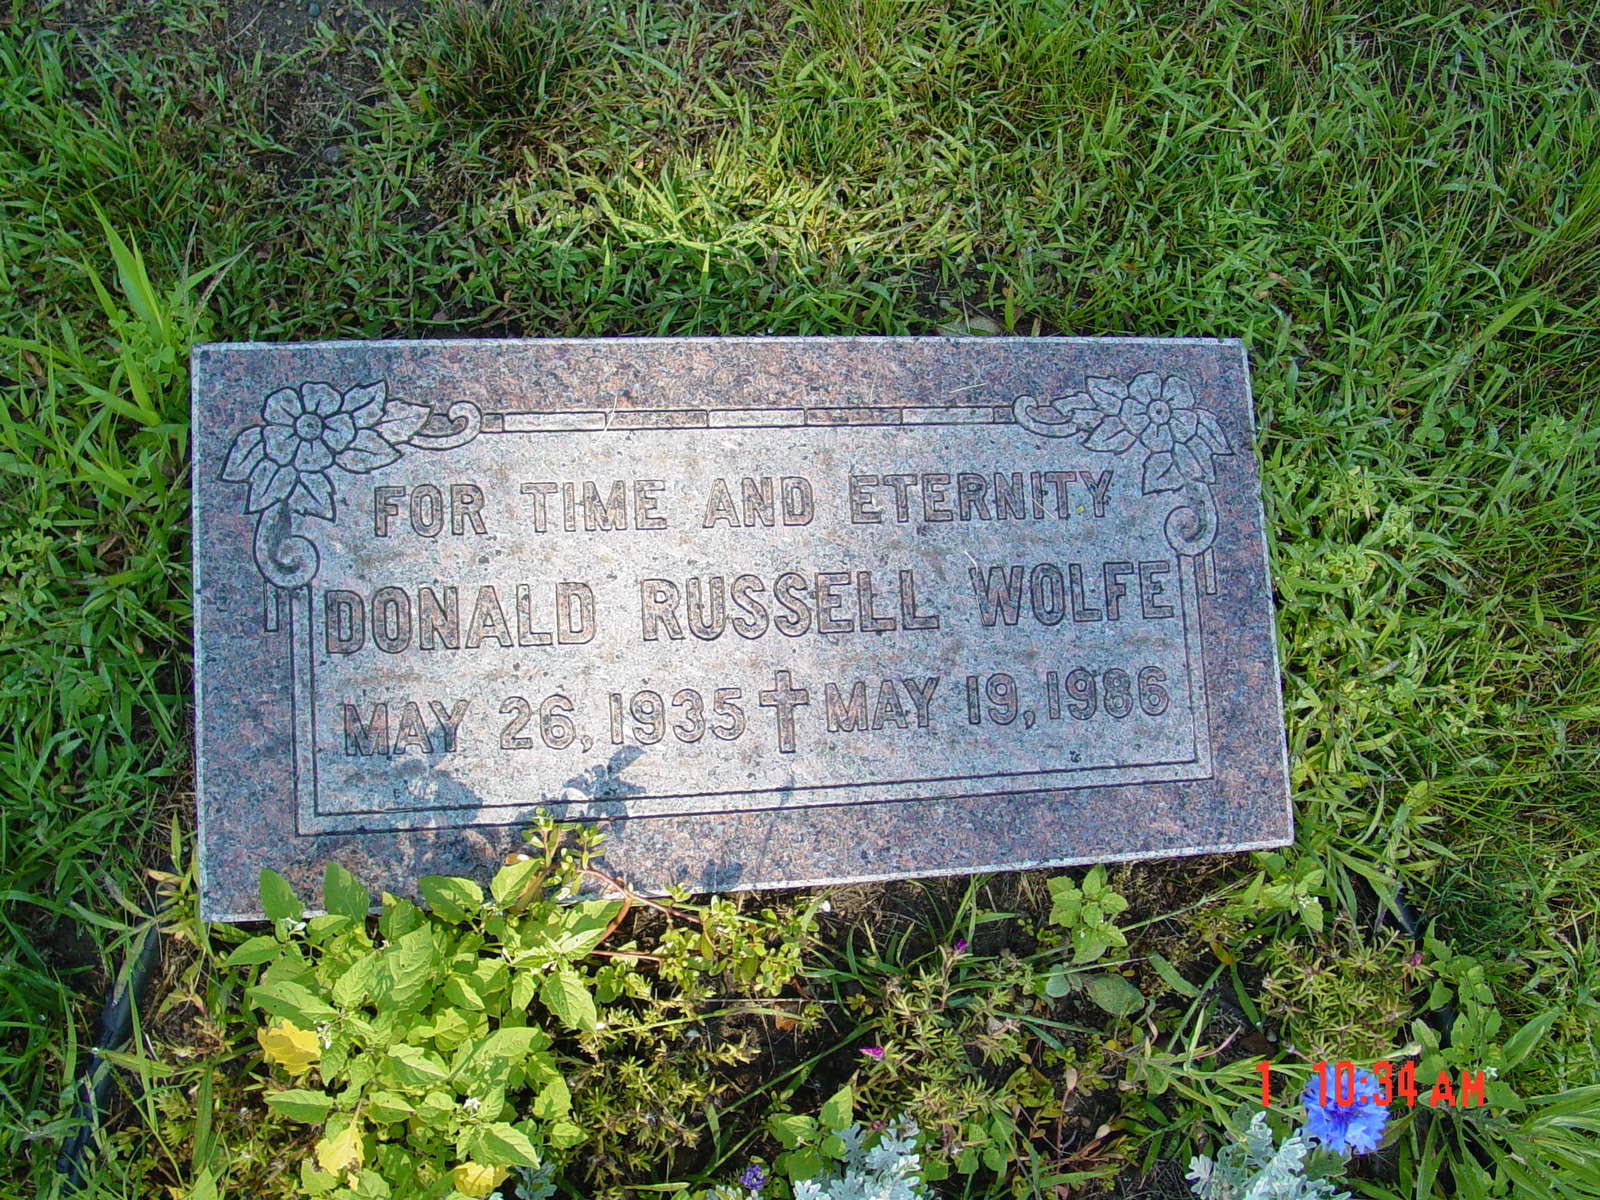 FOR TIME AND ETERNITY
DONALD RUSSELL WOLFE
MAY 26, 1935 MAY 19, 1986
1 10:34 AM